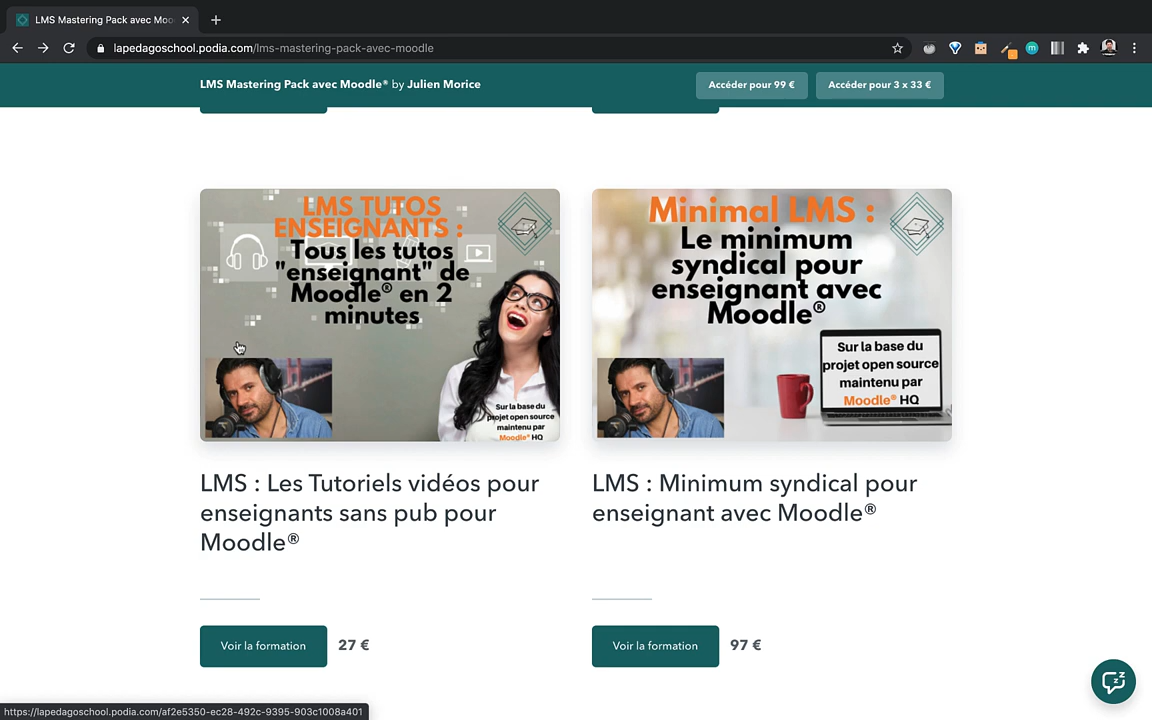 LMS Mastering Pack avec Moo
lapedagoschool.podia.com/lms-mastering-pack-avec-moodle
LMS Mastering Pack avec Moodle® by Julien Morice
Accéder pour 99 €
Accéder pour 3 x 33 €
LMS TUTOS
ENSEIGNANTS :
Tous les tutos
"enseignant" de
Moodle® en 2
minutes
Sur la base du
projet open source
maintenu par
Moodle® HQ
Minimal LMS :
Le minimum
syndical pour
enseignant avec
Moodle®
Sur la base du
projet open source
maintenu par
Moodle® HQ
LMS : Les Tutoriels vidéos pour
enseignants sans pub pour
Moodle®
LMS : Minimum syndical pour
enseignant avec Moodle®
Voir la formation
27 €
Voir la formation
97 €
https://lapedagoschool.podia.com/af2e5350-ec28-492c-9395-903c1008a401